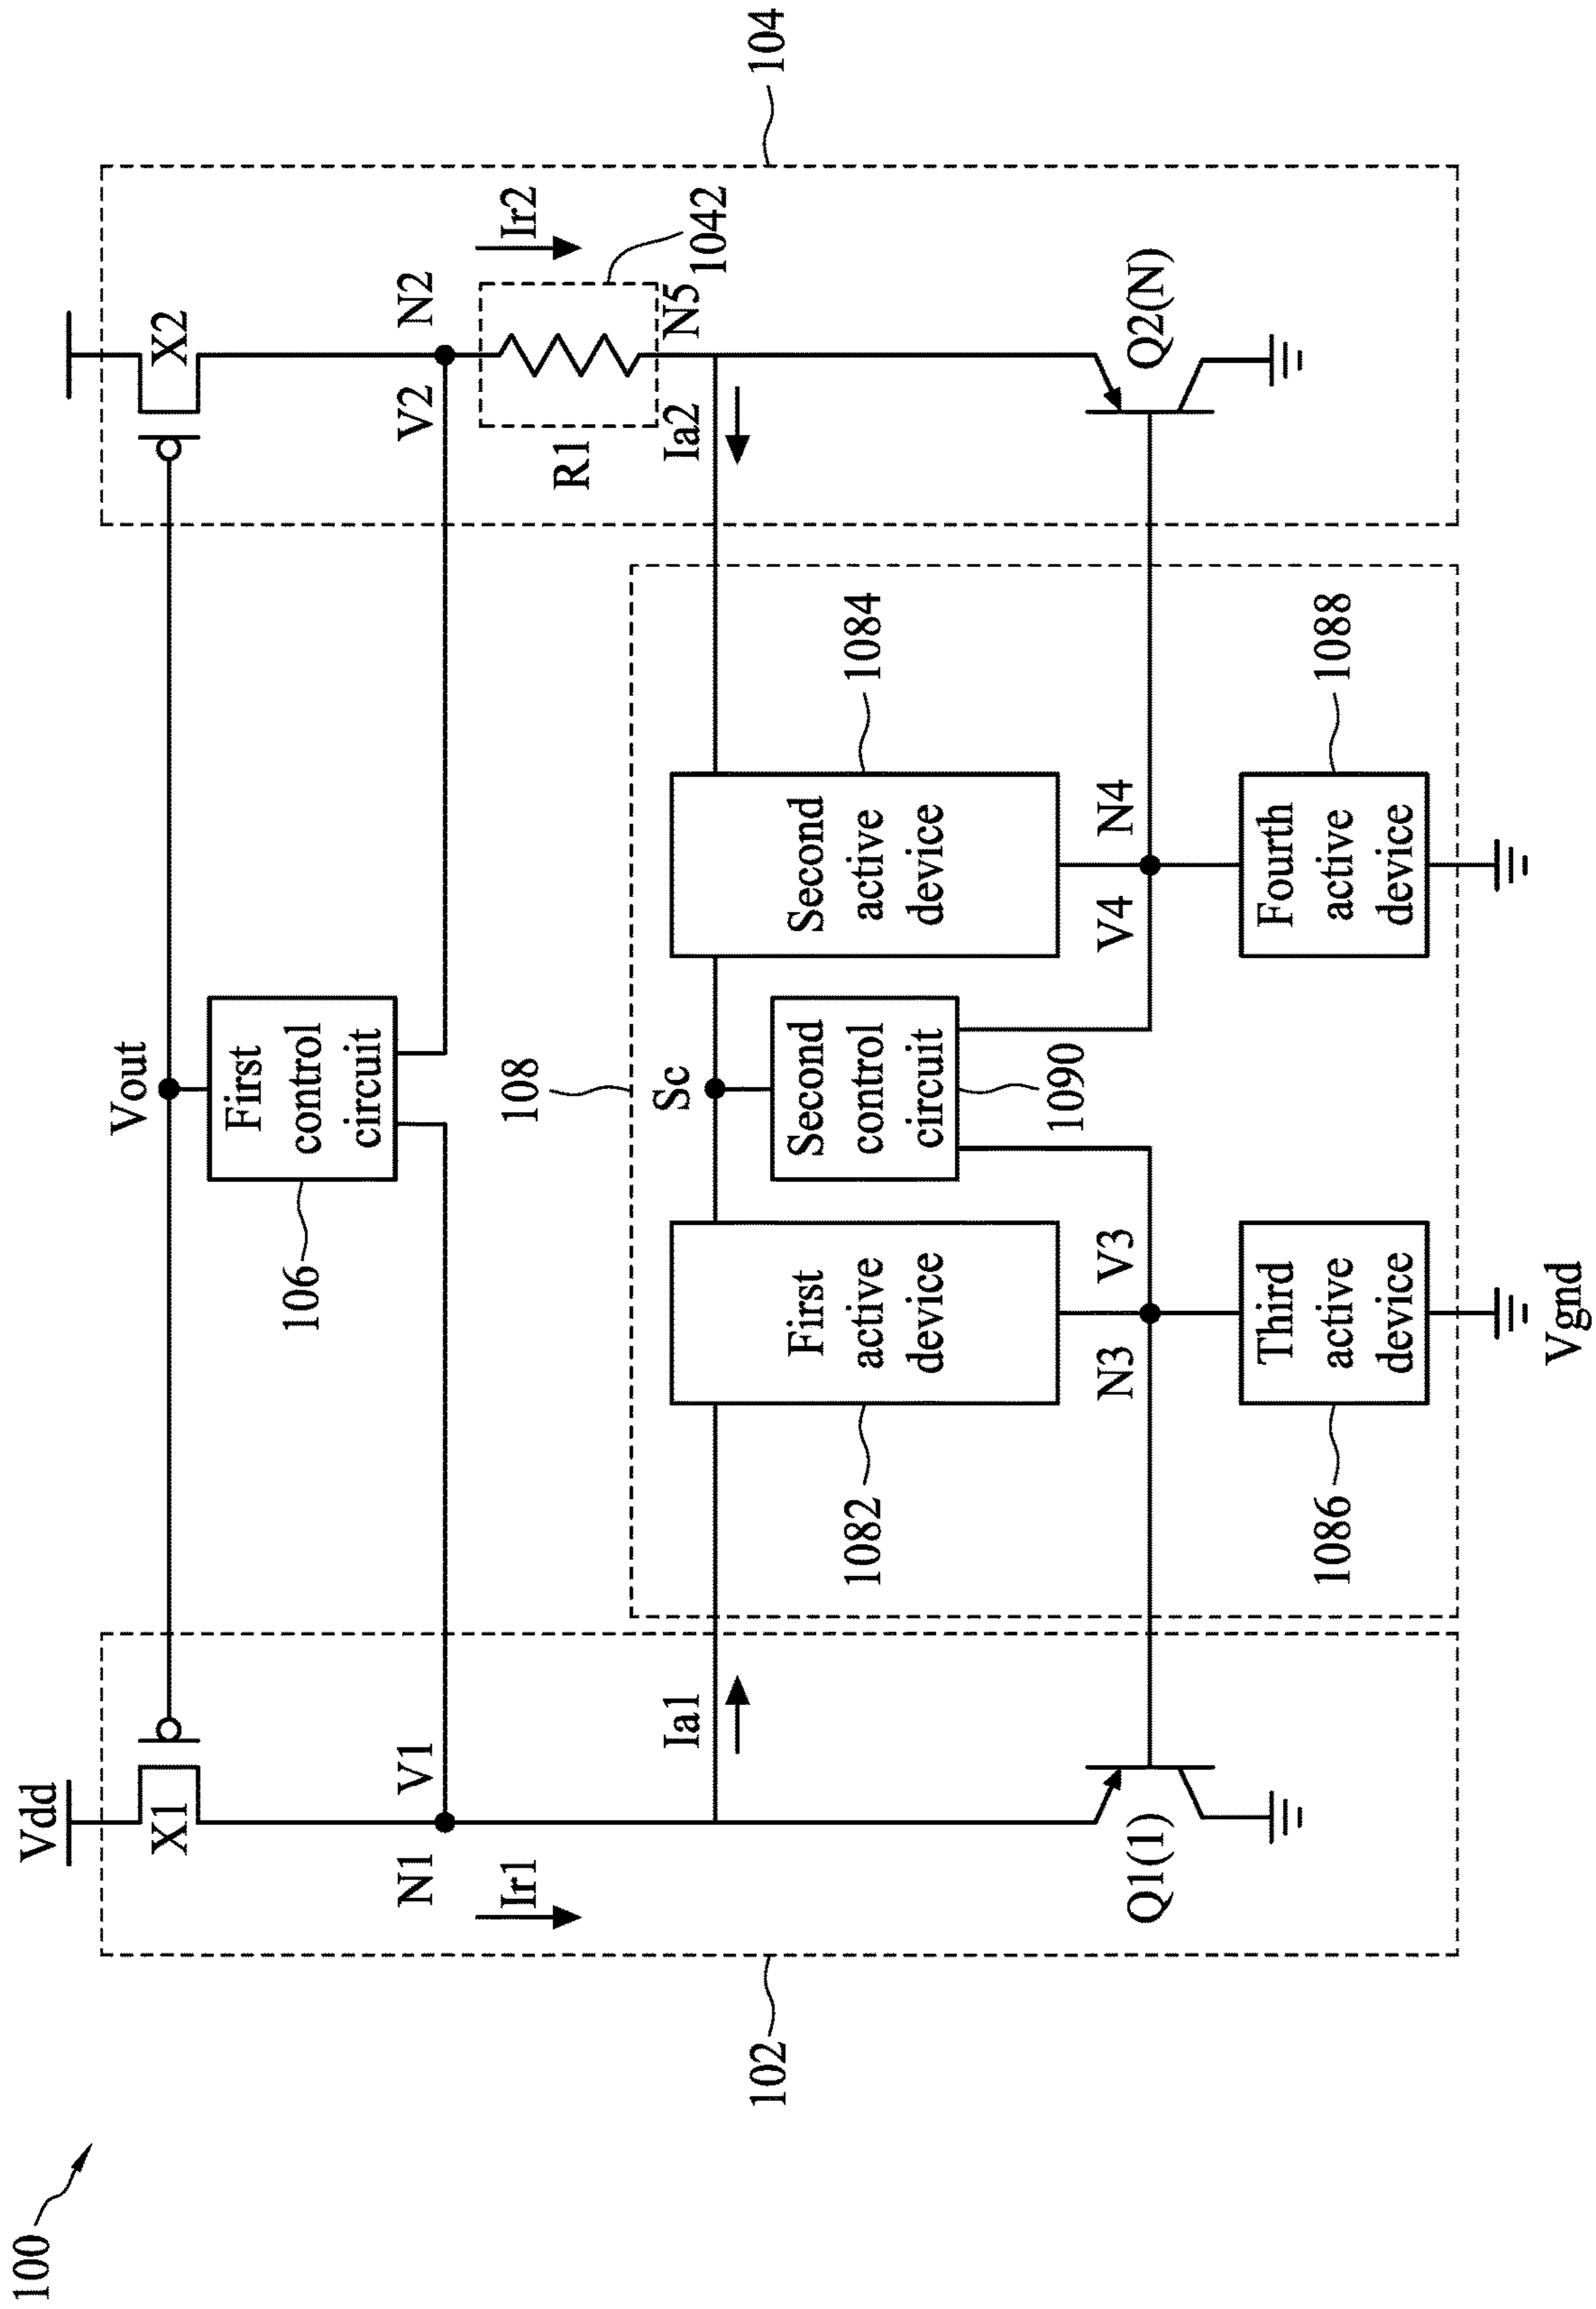 100
Vdd
X1
N1
V1
Ir1
Ia1
Q1(1)
102
Vout
First
control
circuit
106
X2
N2
V2
Ir2
1042
R1
N5
Ia2
Q2(N)
104
108
Sc
First
active
device
1082
Second
control
circuit
1090
Second
active
device
1084
N3
V3
V4
N4
Third
active
device
1086
Fourth
active
device
1088
Vgnd